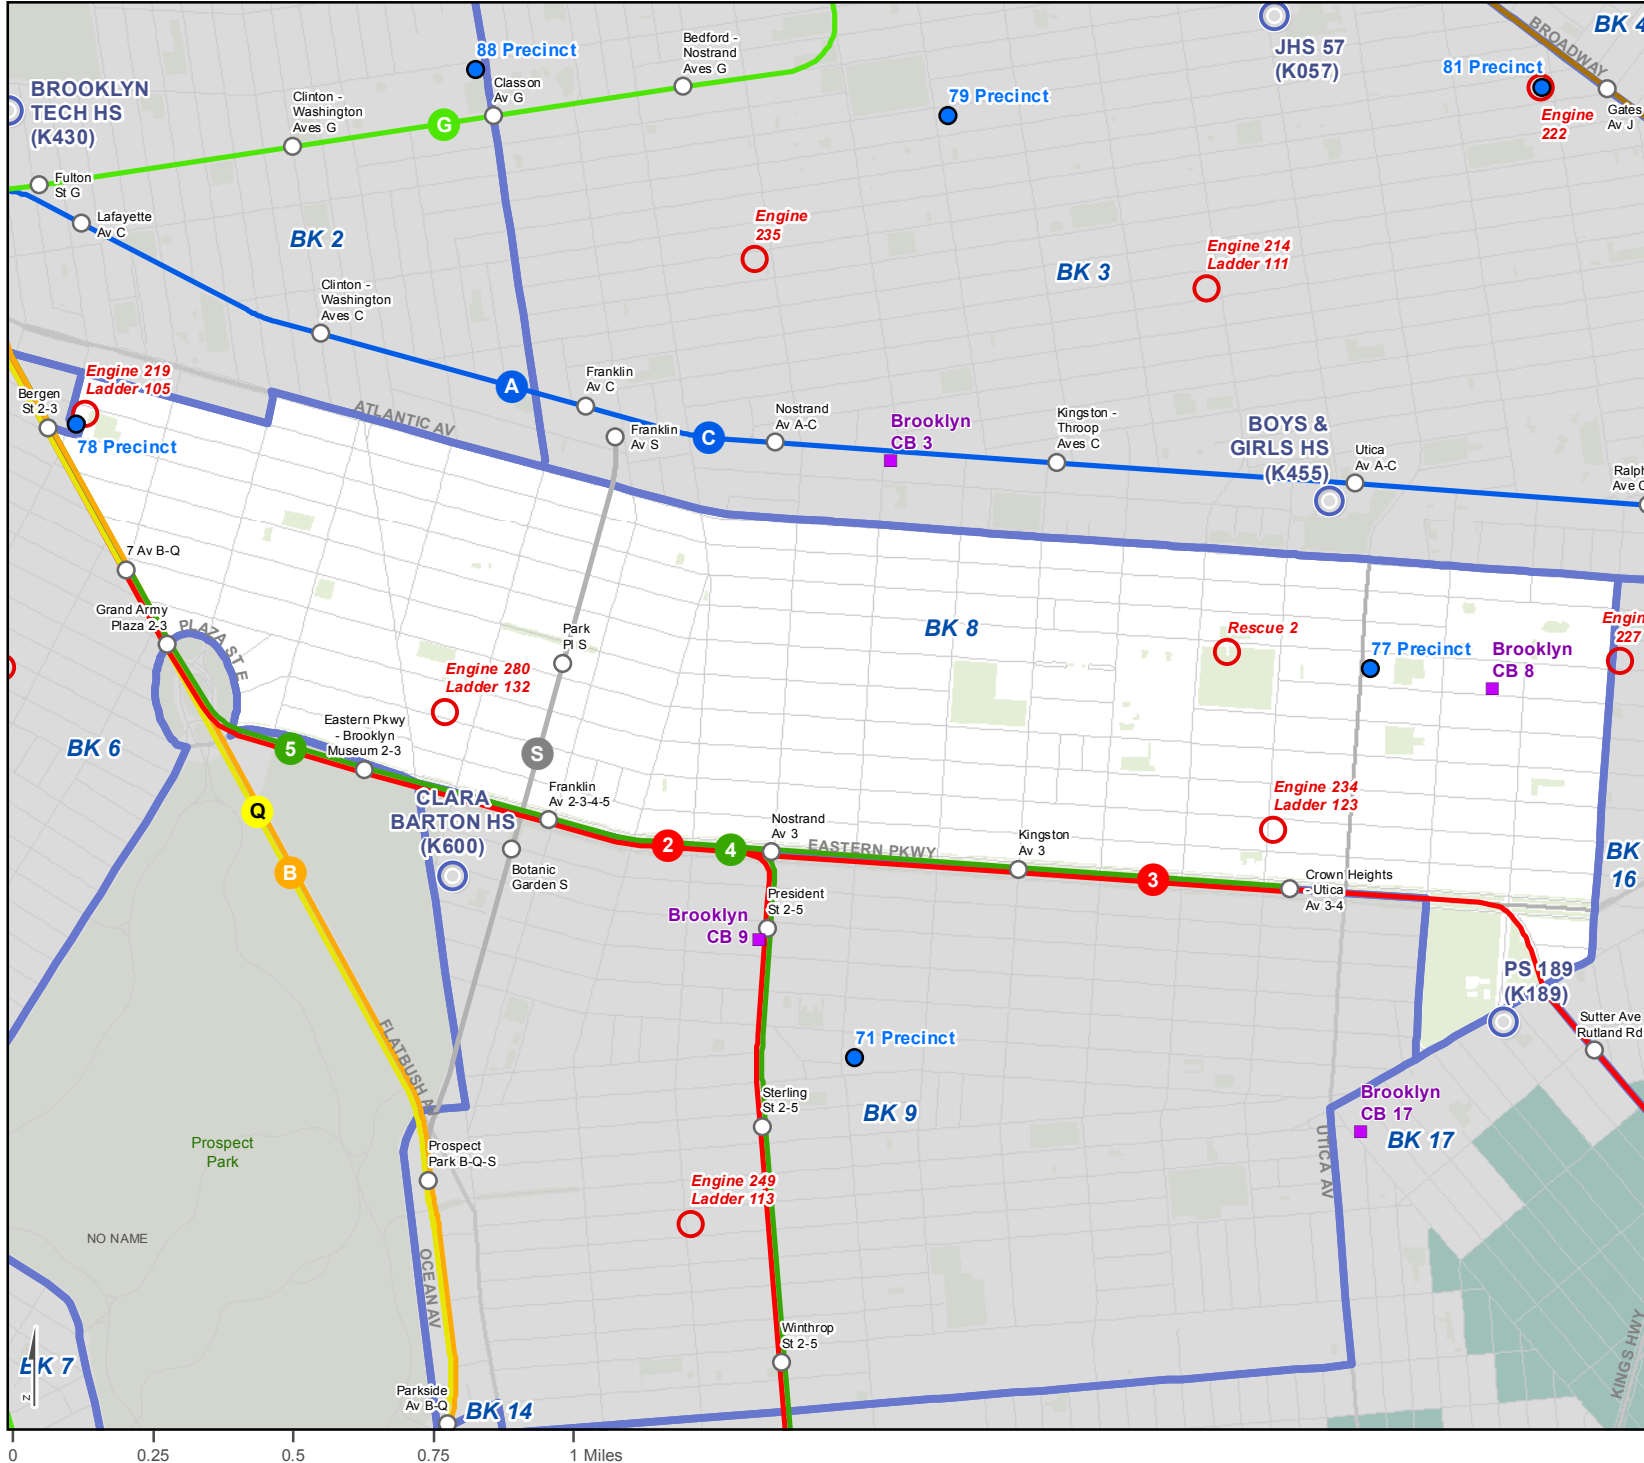 BROOKLYN
TECH HS
(K430)
88 Precinct
Classon
Av G
Bedford -
Nostrand
Aves G
Clinton -
Washington
Aves G
G
79 Precinct
JHS 57
(K057)
BROADWAY
BK 4
81 Precinct
Engine
222
Gates
Av J
Fulton
St G
Lafayette
Av C
BK 2
Engine
235
BK 3
Engine 214
Ladder 111
Clinton -
Washington
Aves C
Engine 219
Ladder 105
Bergen
St 2-3
78 Precinct
A
Franklin
Av C
ATLANTIC AV
Franklin
Av S
C
Nostrand
Av A-C
Brooklyn
CB 3
Kingston -
Throop
Aves C
BOYS &
GIRLS HS
(K455)
Utica
Av A-C
Ralph
Ave C
7 Av B-Q
Grand Army
Plaza 2-3
PLAZA ST E
Park
Pl S
BK 8
Rescue 2
77 Precinct
Brooklyn
CB 8
Engin
227
Engine 280
Ladder 132
BK 6
5
Eastern Pkwy
- Brooklyn
Museum 2-3
S
Q
CLARA
BARTON HS
(K600)
Franklin
Av 2-3-4-5
2
4
Nostrand
Av 3
EASTERN PKWY
Kingston
Av 3
3
Engine 234
Ladder 123
Crown Heights
- Utica
Av 3-4
BK
16
B
Botanic
Garden S
President
St 2-5
Brooklyn
CB 9
PS 189
(K189)
Sutter Ave
Rutland Rd
FLATBUSH A
71 Precinct
Sterling
St 2-5
BK 9
Brooklyn
CB 17
BK 17
UTICA AV
Prospect
Park
Prospect
Park B-Q-S
Engine 249
Ladder 113
NO NAME
OCEAN AV
Winthrop
St 2-5
KINGS HWY
BK 7
z
Parkside
Av B-Q
BK 14
0
0.25
0.5
0.75
1 Miles